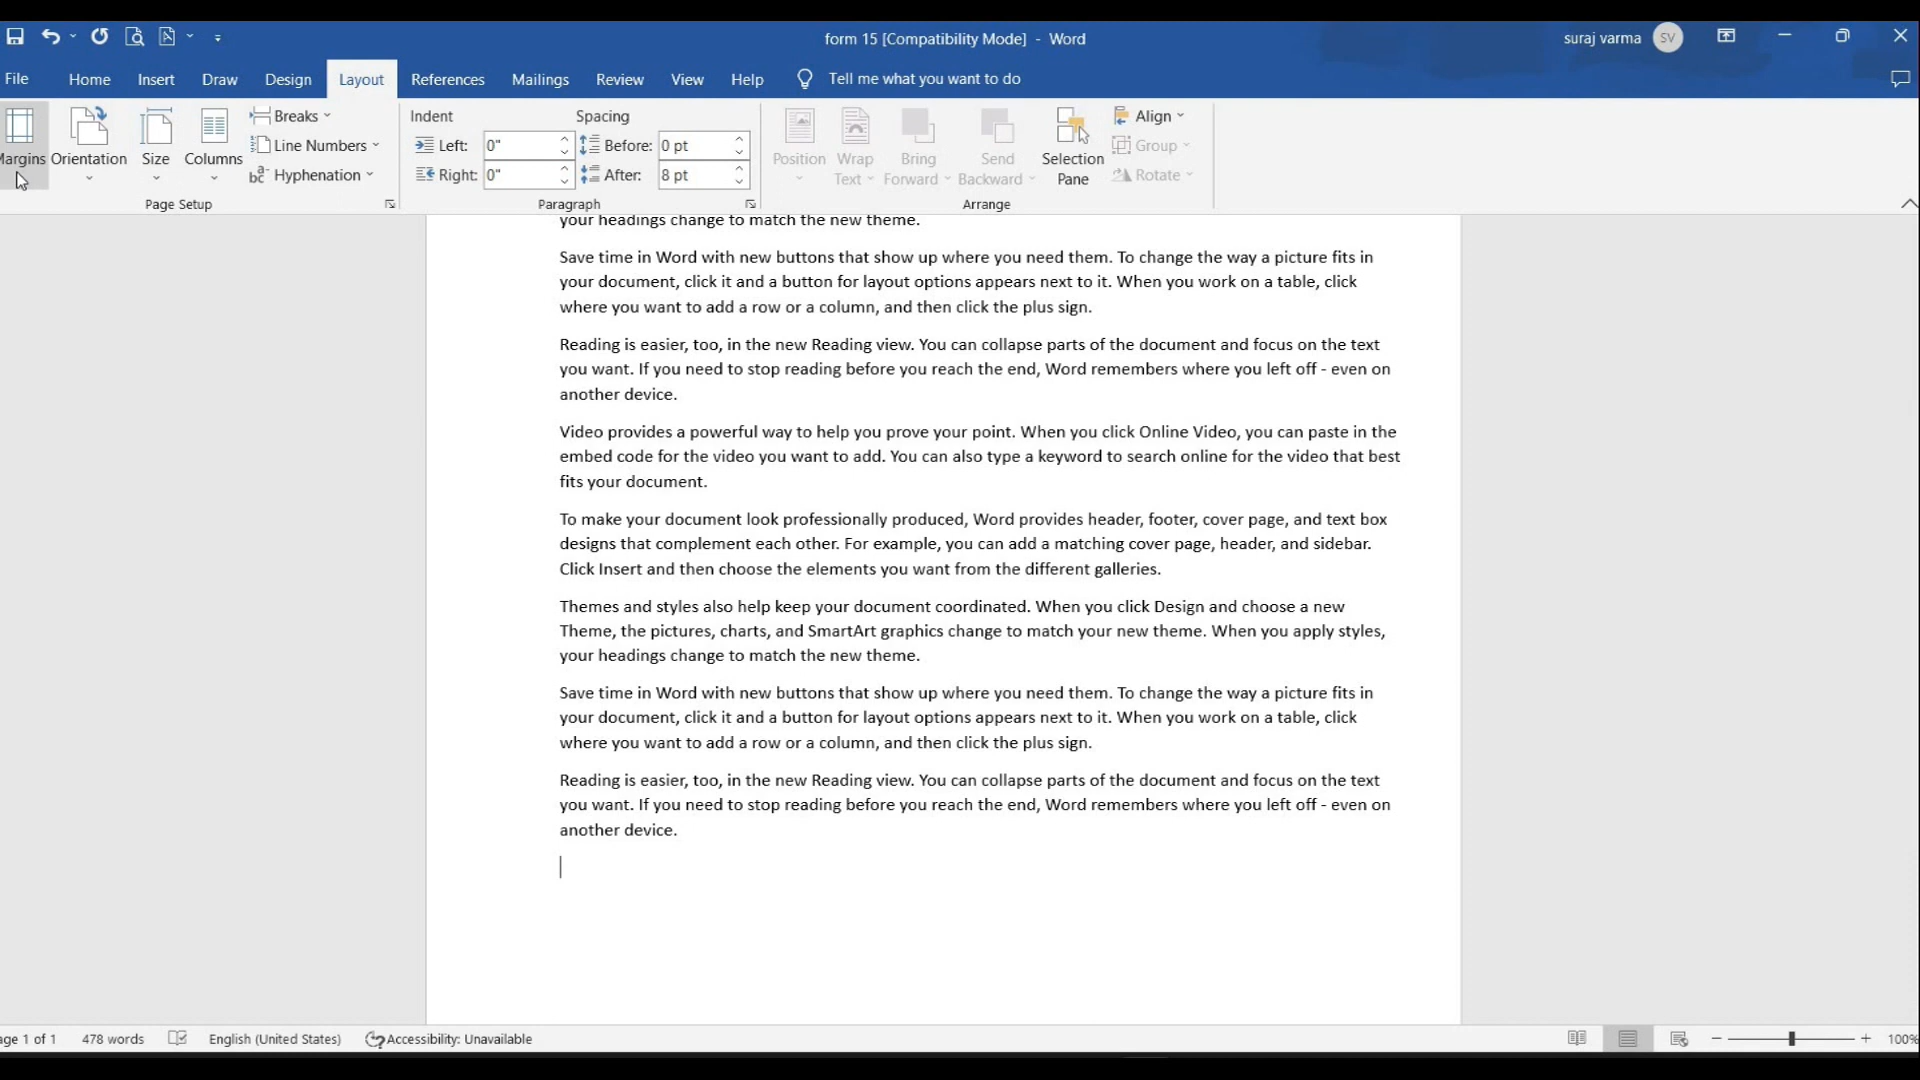 form 15 [Compatibility Mode] - Word
suraj varma SV
File Home Insert Draw Design Layout References Mailings Review View Help Tell me what you want to do
Margins Orientation Size Columns
Breaks
Line Numbers
Hyphenation
Page Setup
Indent
Left: 0"
Right: 0"
Spacing
Before: 0 pt
After: 8 pt
Paragraph
Position
Wrap
Text
Bring
Forward
Send
Backward
Selection
Pane
Align
Group
Rotate
Arrange
your headings change to match the new theme.
Save time in Word with new buttons that show up where you need them. To change the way a picture fits in
your document, click it and a button for layout options appears next to it. When you work on a table, click
where you want to add a row or a column, and then click the plus sign.
Reading is easier, too, in the new Reading view. You can collapse parts of the document and focus on the text
you want. If you need to stop reading before you reach the end, Word remembers where you left off - even on
another device.
Video provides a powerful way to help you prove your point. When you click Online Video, you can paste in the
embed code for the video you want to add. You can also type a keyword to search online for the video that best
fits your document.
To make your document look professionally produced, Word provides header, footer, cover page, and text box
designs that complement each other. For example, you can add a matching cover page, header, and sidebar.
Click Insert and then choose the elements you want from the different galleries.
Themes and styles also help keep your document coordinated. When you click Design and choose a new
Theme, the pictures, charts, and SmartArt graphics change to match your new theme. When you apply styles,
your headings change to match the new theme.
Save time in Word with new buttons that show up where you need them. To change the way a picture fits in
your document, click it and a button for layout options appears next to it. When you work on a table, click
where you want to add a row or a column, and then click the plus sign.
Reading is easier, too, in the new Reading view. You can collapse parts of the document and focus on the text
you want. If you need to stop reading before you reach the end, Word remembers where you left off - even on
another device.
age 1 of 1 478 words English (United States) Accessibility: Unavailable 100%